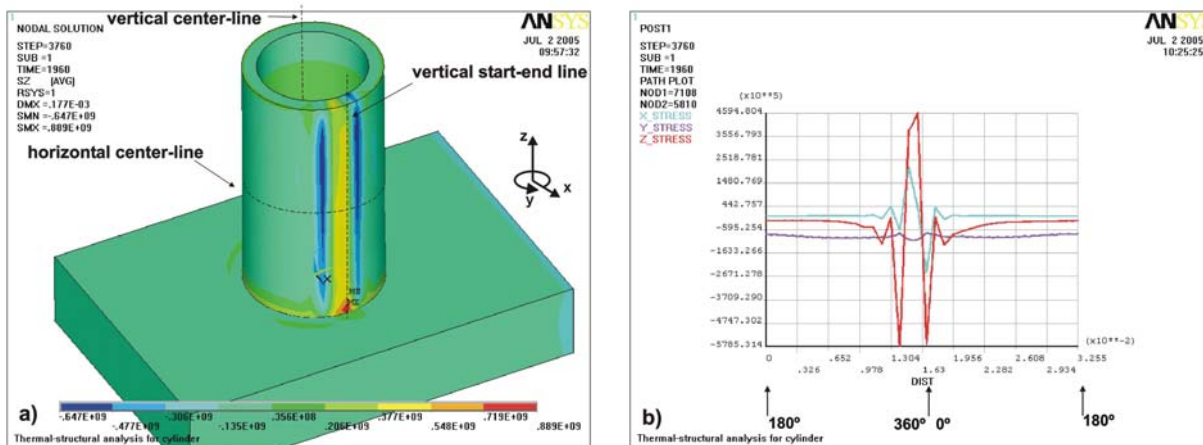 1
NODAL SOLUTION
STEP=3760
SUB =1
TIME=1960
SZ (AVG)
RSYS=1
DMX =.177E-03
SMN =-.647E+09
SMX =.889E+09
vertical center-line
ANSYS
JUL 2 2005
09:57:32
vertical start-end line
horizontal center-line
z
x
y
MX
a)
-.647E+09 -.306E+09 .356E+08 .377E+09 .719E+09
-.477E+09 -.135E+09 .206E+09 .548E+09 .889E+09
Thermal-structural analysis for cylinder
1
POST1
STEP=3760
SUB =1
TIME=1960
PATH PLOT
NOD1=7108
NOD2=5810
X_STRESS
Y_STRESS
Z_STRESS
ANSYS
JUL 2 2005
10:25:25
(x10**5)
4594.804
3556.793
2518.781
1480.769
442.757
-595.254
-1633.266
-2671.278
-3709.290
-4747.302
-5785.314
(x10**-2)
0 .652 1.304 1.956 2.608 3.255
.326 .978 1.63 2.282 2.934
DIST
b)
180º 360º 0º 180º
Thermal-structural analysis for cylinder